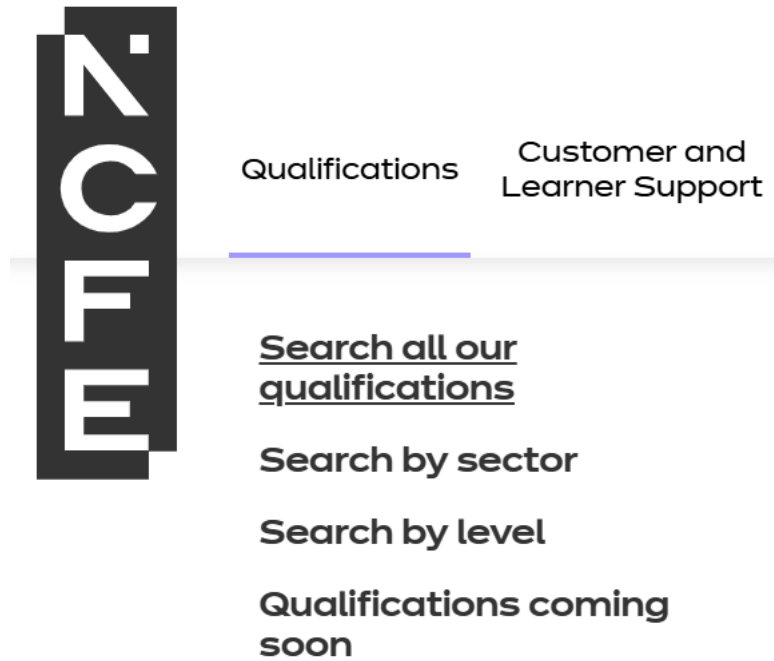 NCFE
Qualifications
Customer and
Learner Support
Search all our
qualifications
Search by sector
Search by level
Qualifications coming
soon